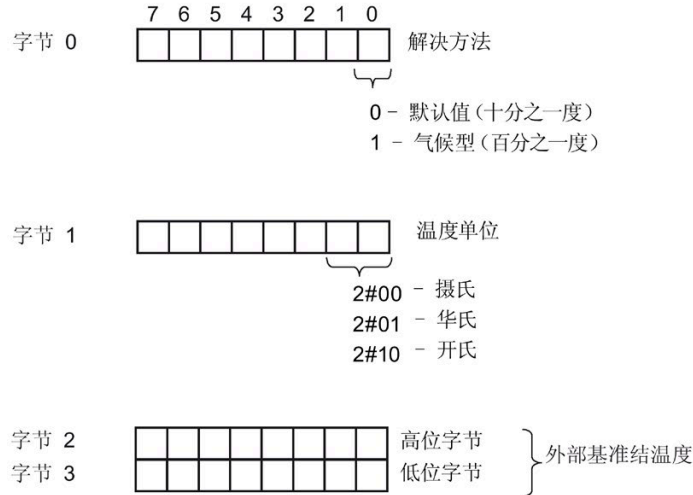 7 6 5 4 3 2 1 0
字节 0 解决方法
0 - 默认值(十分之一度)
1 - 气候型(百分之一度)
字节 1 温度单位
2#00 - 摄氏
2#01 - 华氏
2#10 - 开氏
字节 2 高位字节
字节 3 低位字节
外部基准结温度